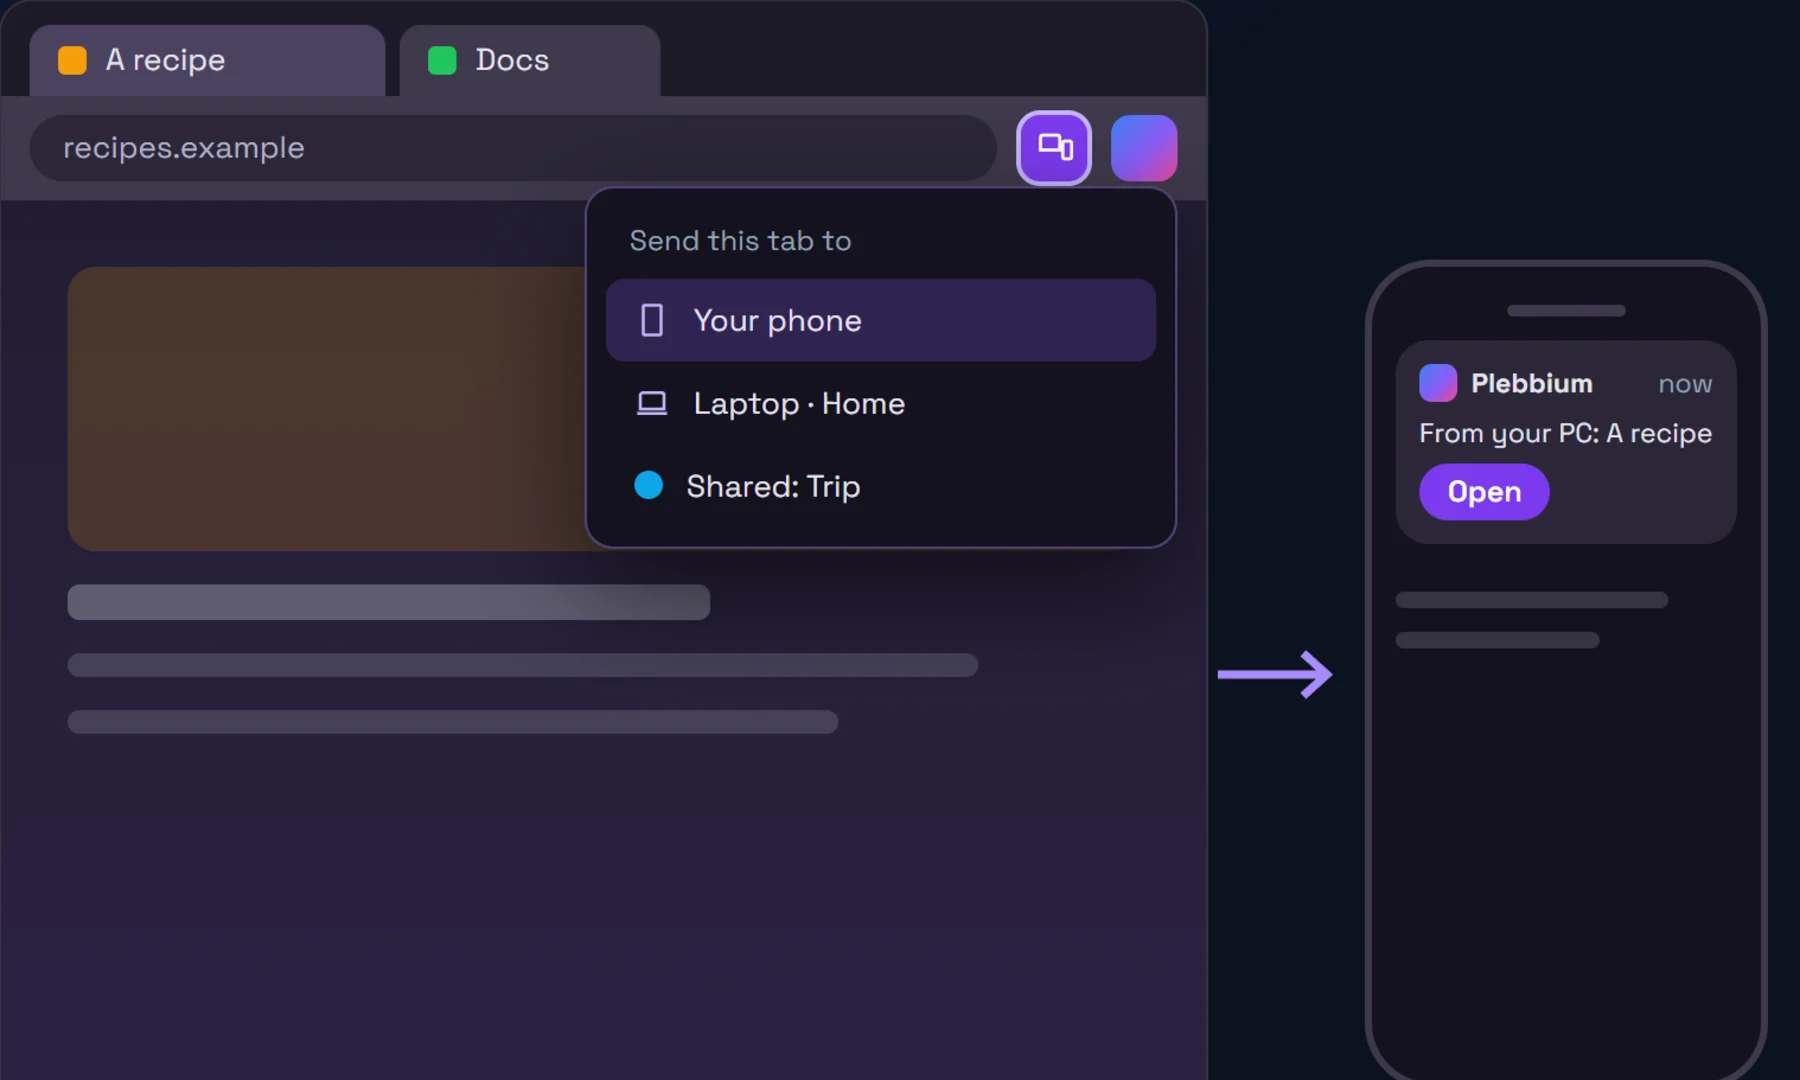 A recipe
Docs
recipes.example
Send this tab to
Your phone
Laptop · Home
Shared: Trip
Plebbium now
From your PC: A recipe
Open